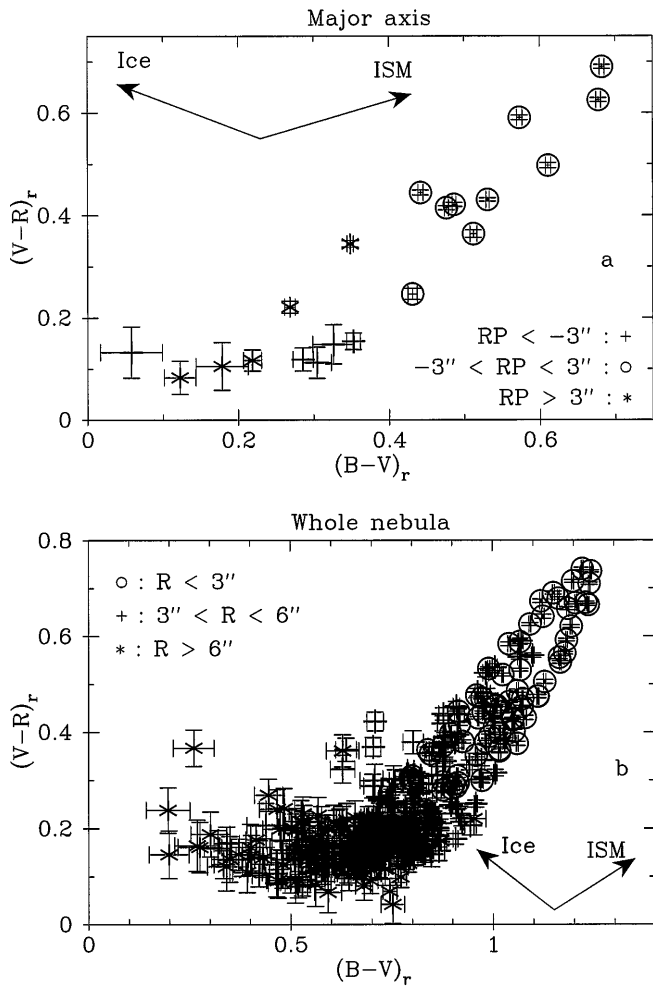 Major axis
Ice
ISM
a
RP < −3″ : +
−3″ < RP < 3″ : o
RP > 3″ : *
0.6
0.4
0.2
0
(V−R)r
0 0.2 0.4 0.6
(B−V)r
Whole nebula
o : R < 3″
+ : 3″ < R < 6″
* : R > 6″
b
Ice
ISM
0.8
0.6
0.4
0.2
0
(V−R)r
0 0.5 1
(B−V)r